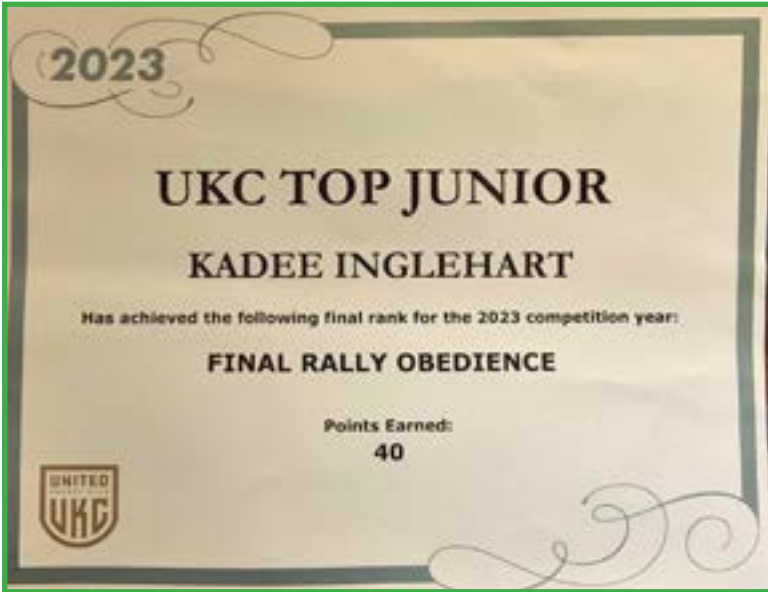 2023
UKC TOP JUNIOR
KADEE INGLEHART
Has achieved the following final rank for the 2023 competition year:
FINAL RALLY OBEDIENCE
Points Earned:
40
UNITED
UKC